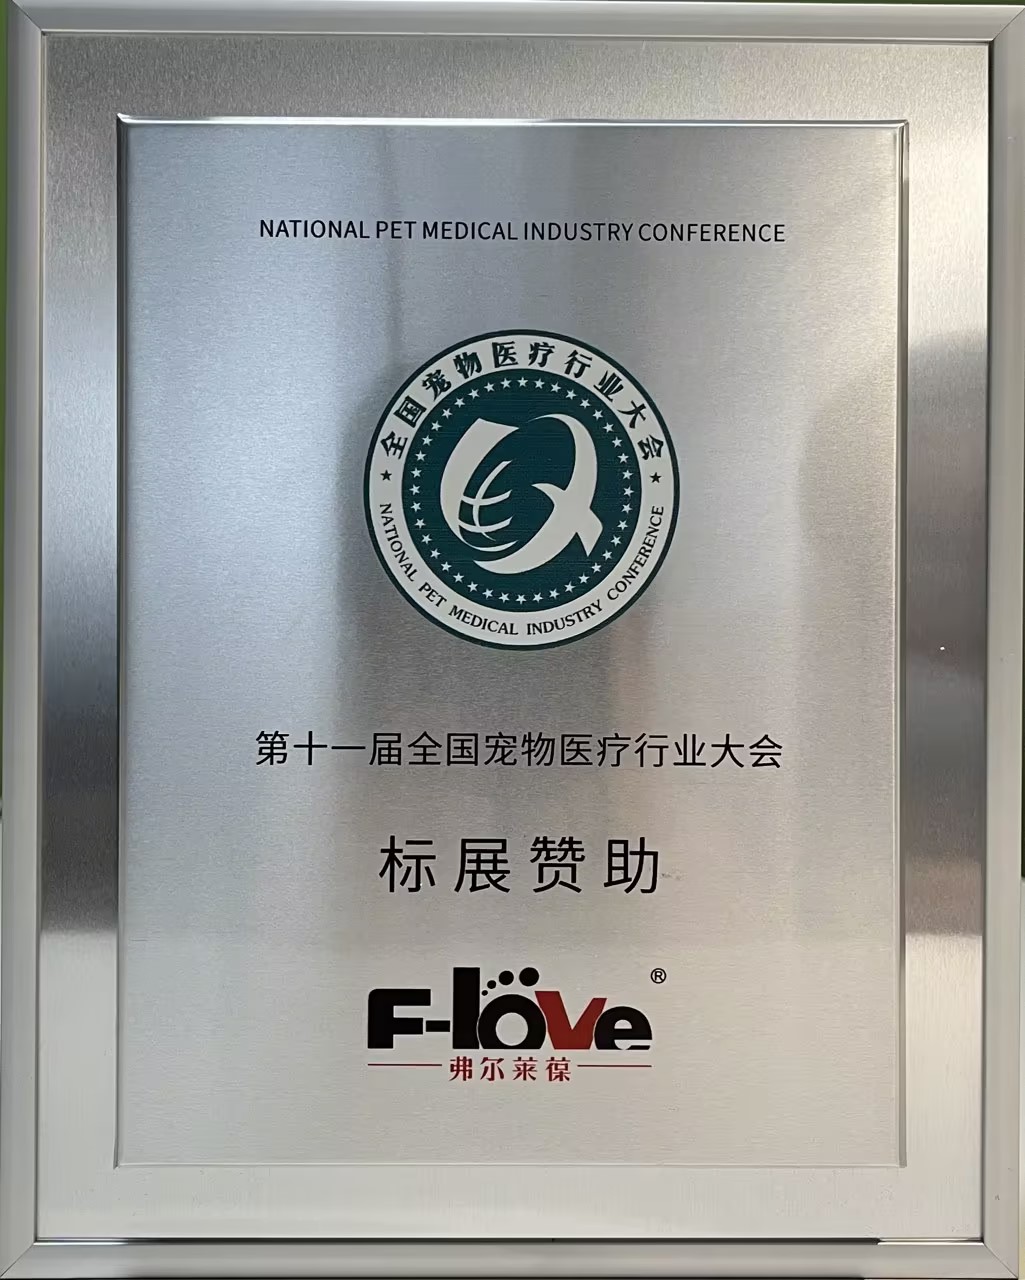 NATIONAL PET MEDICAL INDUSTRY CONFERENCE
全国宠物医疗行业大会
NATIONAL PET MEDICAL INDUSTRY CONFERENCE
第十一届全国宠物医疗行业大会
标展赞助
F-love®
弗尔莱葆